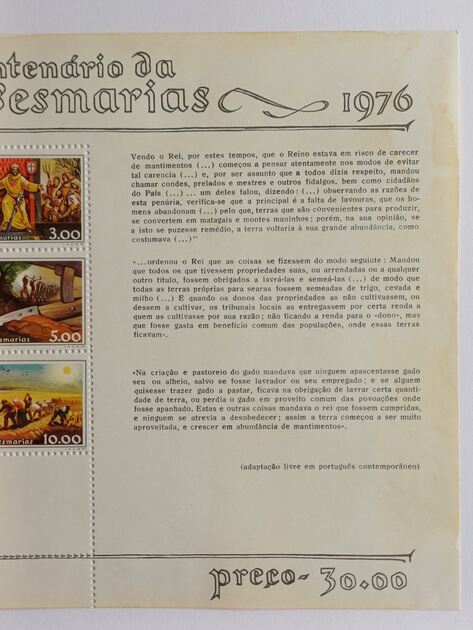 ntenário da
Sesmarias 1976
Vendo o Rei, por estes tempos, que o Reino estava em risco de carecer
de mantimentos (...) começou a pensar atentamente nos modos de evitar
tal carencia (...) e, por ser assunto que a todos dizia respeito, mandou
chamar condes, prelados e mestres e outros fidalgos, bem como cidadãos
do País (...) ... um deles falou, dizendo: (...) observando as razões de
esta penúria, verifica-se que a principal é a falta de lavouras, que os ho-
mens abandonam (...) pelo que, terras que são convenientes para produzir,
se convertem em matagais e montes maninhos; porém, na sua opinião, se
a isto se puzesse remédio, a terra voltaria à sua grande abundância, como
costumava (...)"
3.00
smarias
«...ordenou o Rei que as coisas se fizessem do modo seguinte: Mandou
que todos os que tivessem propriedades suas, ou arrendadas ou a qualquer
outro título, fossem obrigados a lavrá-las e semeá-las (...) de modo que
todas as terras próprias para searas fossem semeadas de trigo, cevada e
milho (...) E quando os donos das propriedades as não cultivassem, ou
dessem a cultivar, os tribunais locais as entregassem por certa renda a
quem as cultivasse por sua razão; não ficando a renda para o «dono», mas
que fosse gasta em benefício comum das populações, onde essas terras
ficavam».
5.00
smarias
«Na criação e pastoreio do gado mandava que ninguem apascentasse gado
seu ou alheio, salvo se fosse lavrador ou seu empregado; e se alguem
quisesse trazer gado a pastar, ficava na obrigação de lavrar certa quanti-
dade de terra, ou perdia o gado em proveito comum das povoações onde
fosse apanhado. Estas e outras coisas mandava o rei que fossem cumpridas,
e ninguem se atrevia a desobedecer; assim a terra começou a ser muito
aproveitada, e crescer em abundância de mantimentos».
10.00
esmarias
(adaptação livre em português contemporâneo)
preço- 30.00